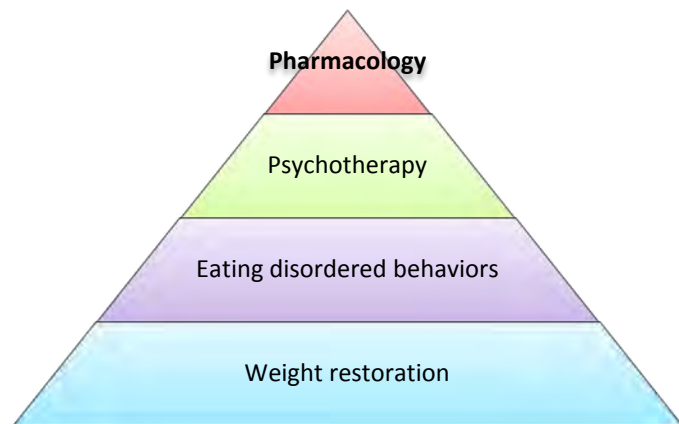 Pharmacology
Psychotherapy
Eating disordered behaviors
Weight restoration